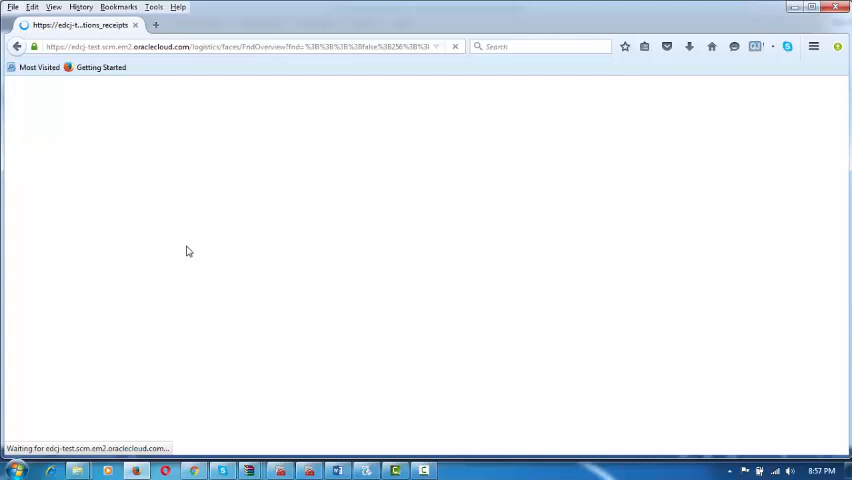 File Edit View History Bookmarks Tools Help
https://edcj-t...tions_receipts
https://edcj-test.scm.em2.oraclecloud.com/logistics/faces/FndOverview?fnd=%3B%3B%3B%3Bfalse%3B256%3B%3B%3I
Search
Most Visited Getting Started
Waiting for edcj-test.scm.em2.oraclecloud.com...
8:57 PM